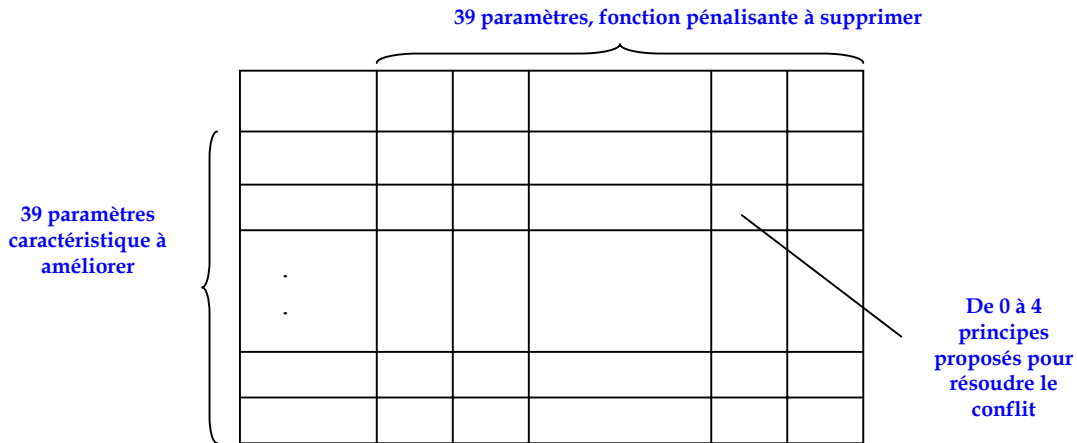 39 paramètres, fonction pénalisante à supprimer
39 paramètres
caractéristique à
améliorer
.
.
De 0 à 4
principes
proposés pour
résoudre le
conflit